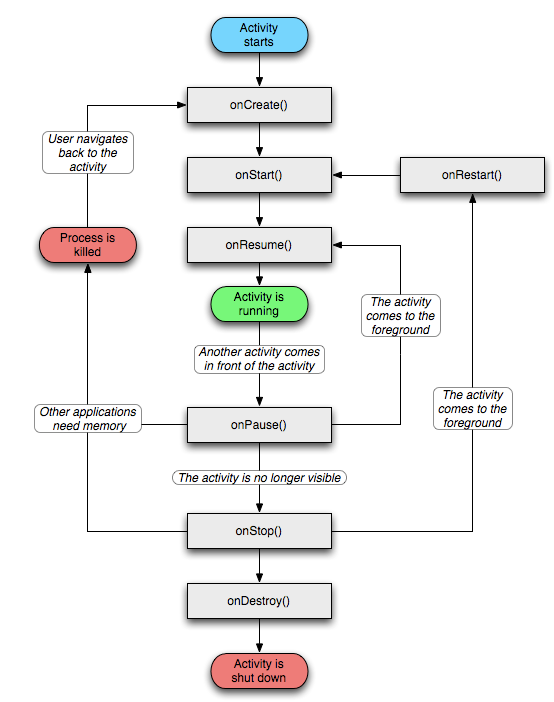 Activity
starts
onCreate()
User navigates
back to the
activity
onStart()
onRestart()
Process is
killed
onResume()
Activity is
running
The activity
comes to the
foreground
Another activity comes
in front of the activity
Other applications
need memory
onPause()
The activity
comes to the
foreground
The activity is no longer visible
onStop()
onDestroy()
Activity is
shut down